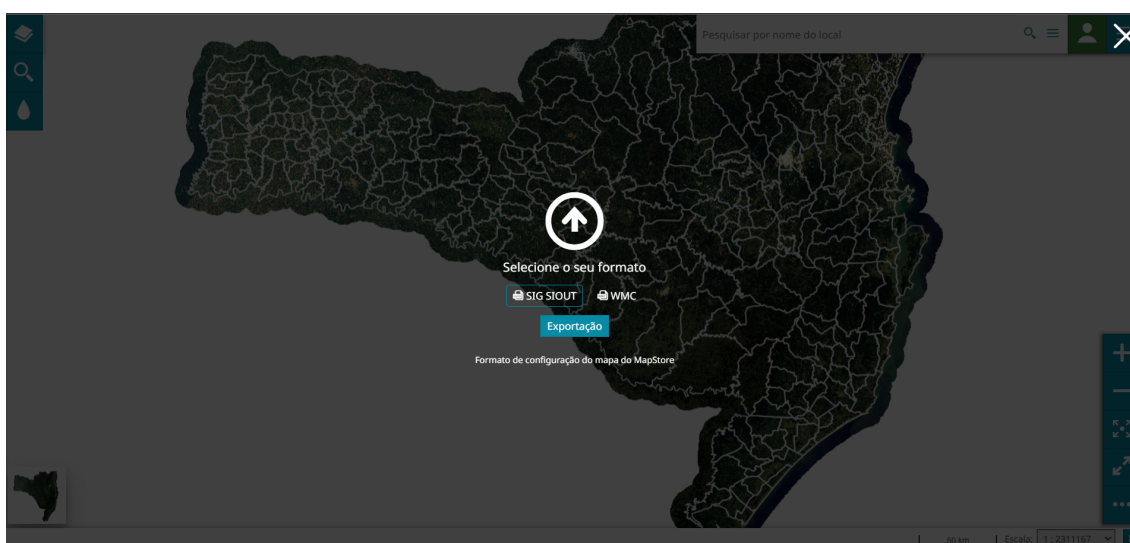 Pesquisar por nome do local
Selecione o seu formato
SIG SIOUT WMC
Exportação
Formato de configuração do mapa do MapStore
50 km Escala: 1 : 2311167